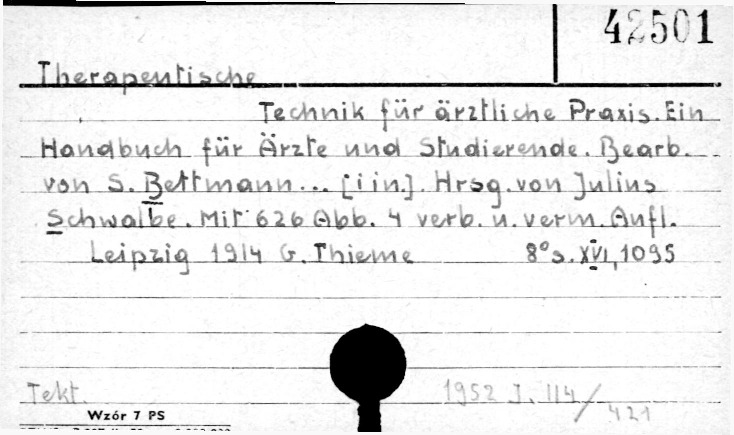 42501
Therapeutische
Technik für ärztliche Praxis. Ein
Handbuch für Ärzte und Studierende. Bearb.
von S. Bettmann... [i in.]. Hrsg. von Julius
Schwalbe. Mit 626 Abb. 4 verb. u. verm. Aufl.
Leipzig 1914 G. Thieme 8° s. XVI, 1095
Tekt. 1952 J. 114/421
Wzór 7 PS